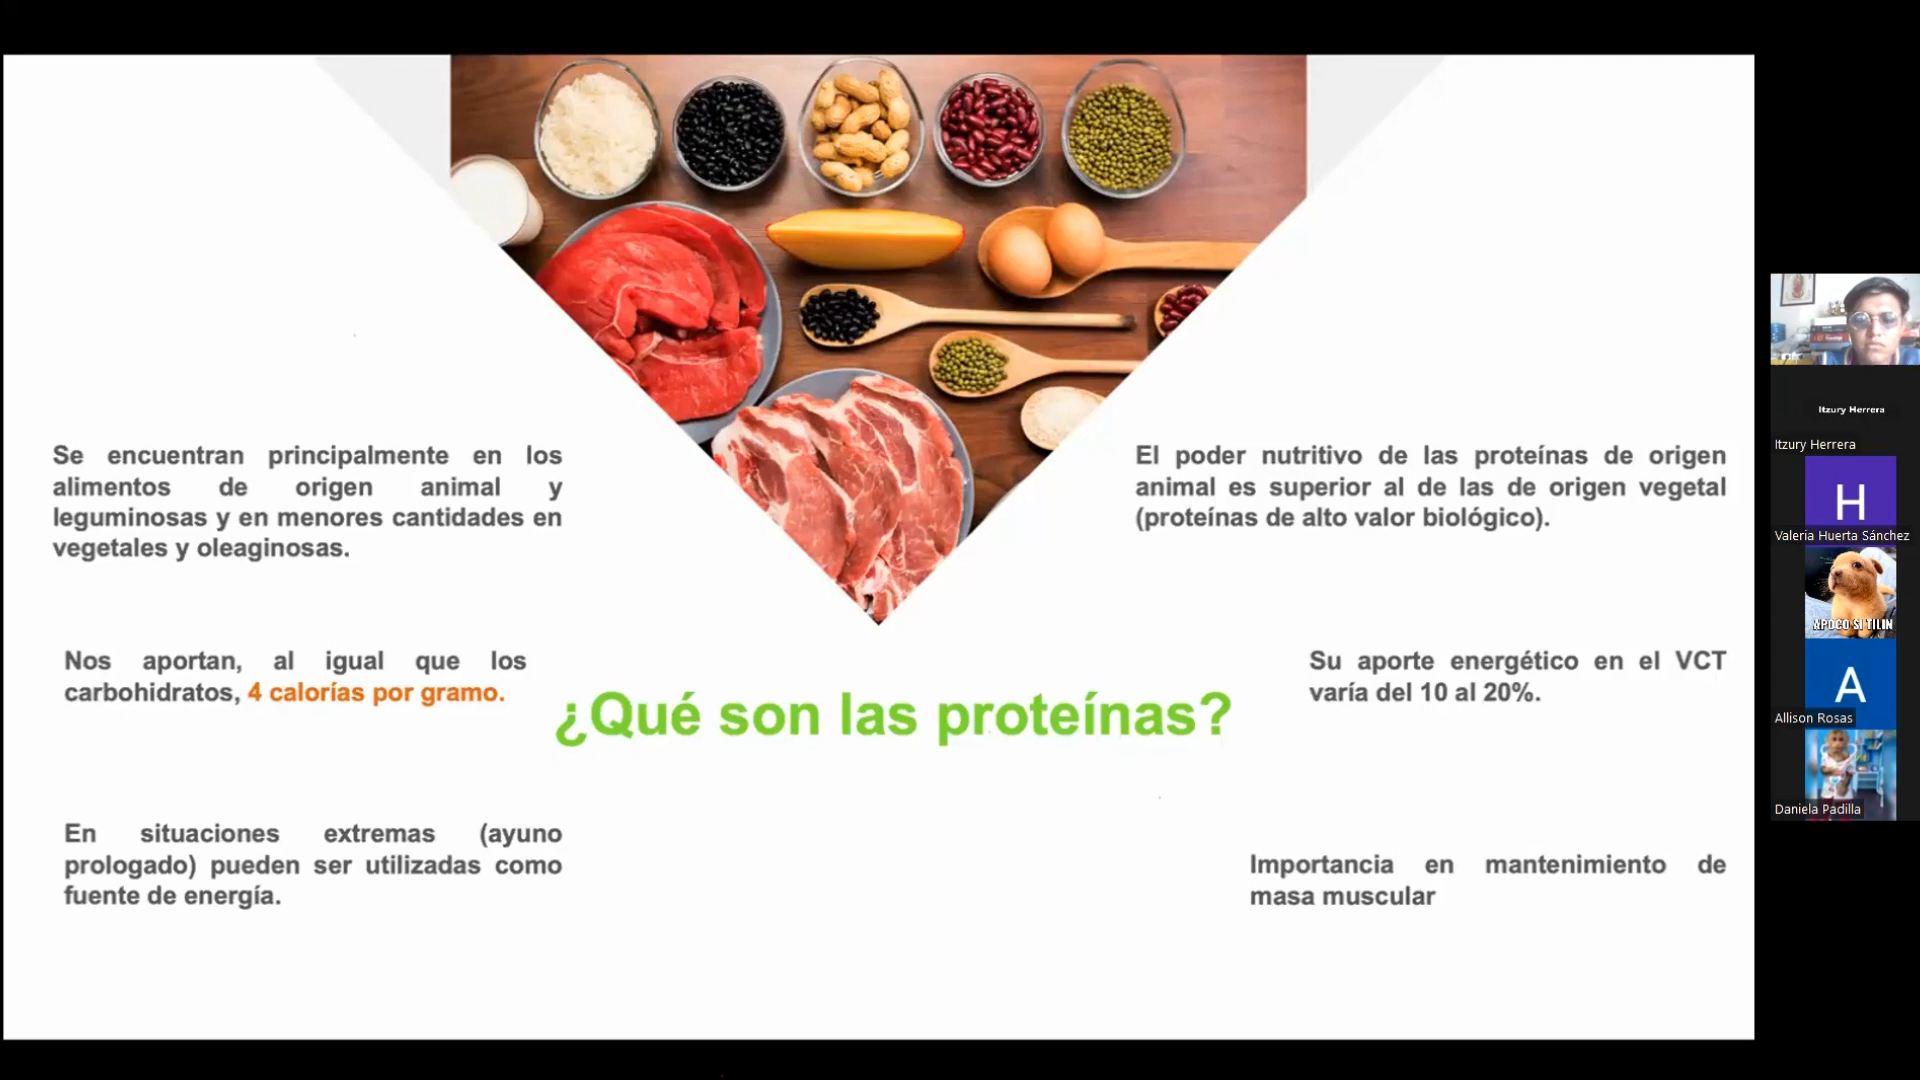 Se encuentran principalmente en los
alimentos de origen animal y
leguminosas y en menores cantidades en
vegetales y oleaginosas.
Nos aportan, al igual que los
carbohidratos, 4 calorías por gramo.
En situaciones extremas (ayuno
prologado) pueden ser utilizadas como
fuente de energía.
¿Qué son las proteínas?
El poder nutritivo de las proteínas de origen
animal es superior al de las de origen vegetal
(proteínas de alto valor biológico).
Su aporte energético en el VCT
varía del 10 al 20%.
Importancia en mantenimiento de
masa muscular
Itzury Herrera
Itzury Herrera
H
Valeria Huerta Sánchez
APOCO SI TILIN
A
Allison Rosas
Daniela Padilla